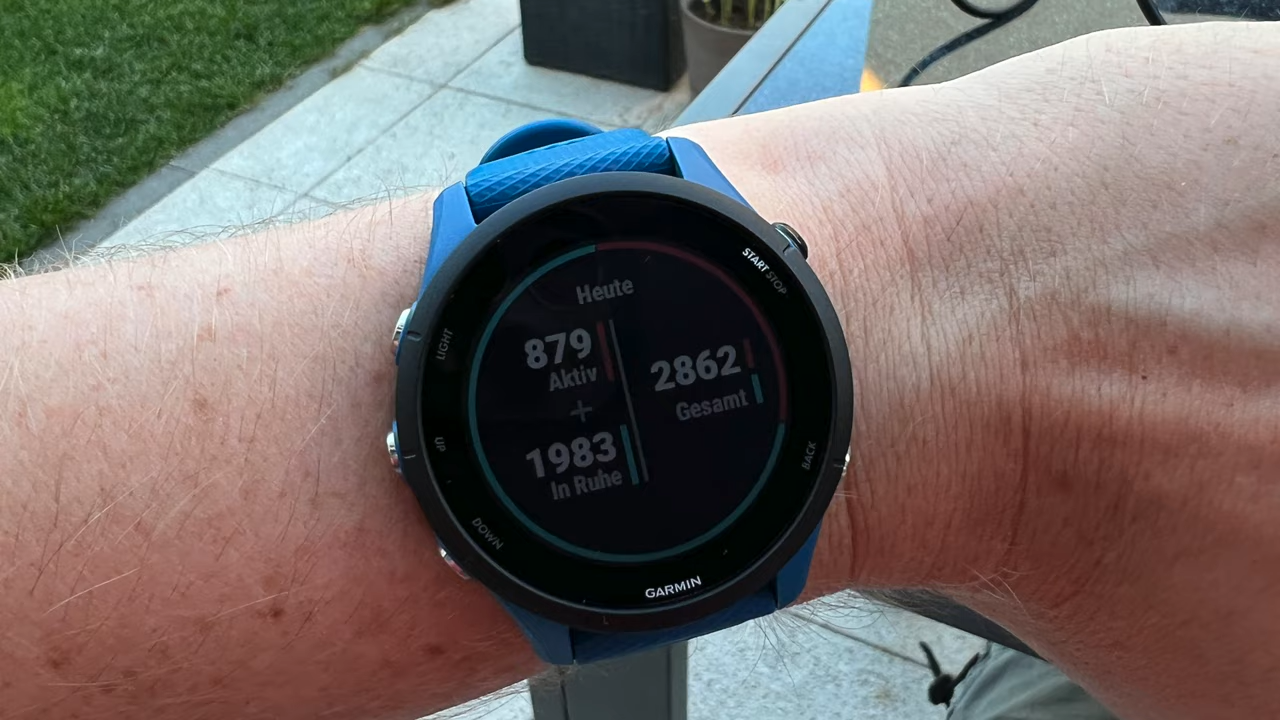 START STOP
LIGHT
Heute
879
Aktiv
+
1983
In Ruhe
2862
Gesamt
UP
BACK
DOWN
GARMIN